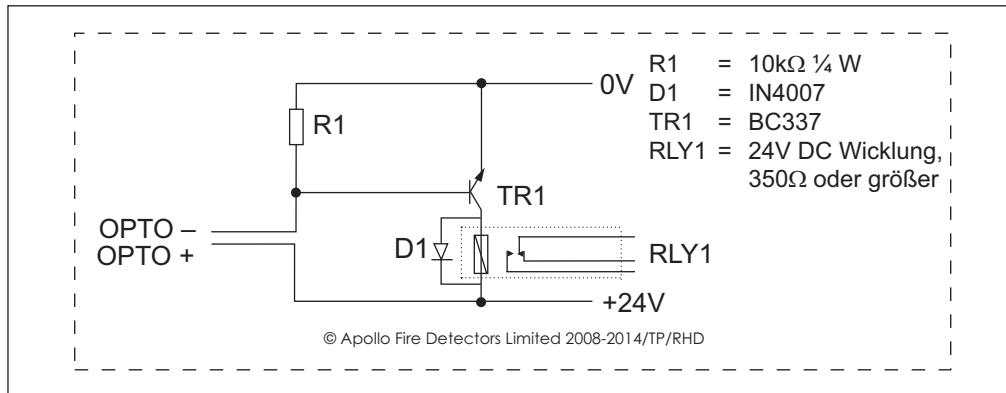 0V
R1
TR1
OPTO –
OPTO +
D1
RLY1
+24V
R1 = 10kΩ ¼ W
D1 = IN4007
TR1 = BC337
RLY1 = 24V DC Wicklung,
350Ω oder größer
© Apollo Fire Detectors Limited 2008-2014/TP/RHD